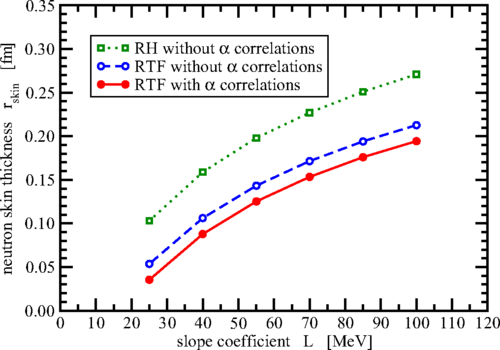 0.35
0.30
0.25
0.20
0.15
0.10
0.05
0.00
neutron skin thickness r_skin [fm]
RH without α correlations
RTF without α correlations
RTF with α correlations
0 10 20 30 40 50 60 70 80 90 100 110 120
slope coefficient L [MeV]